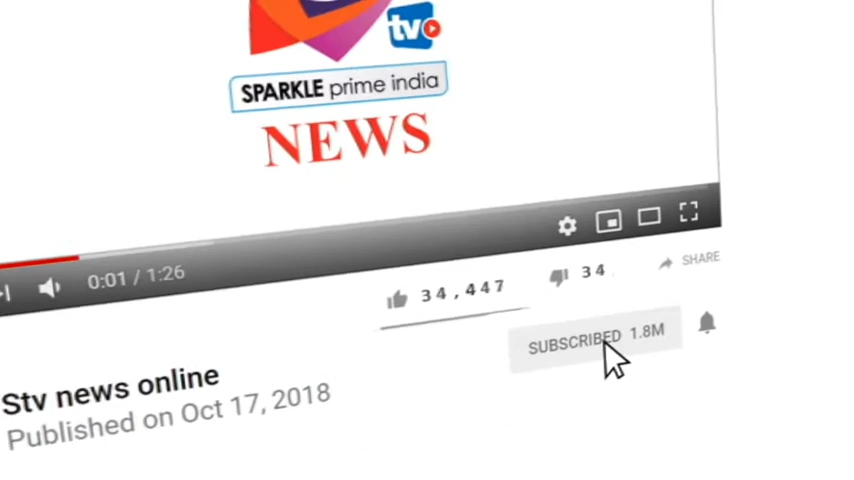 tv
SPARKLE prime india
NEWS
0:01 / 1:26
34,447
34
SHARE
SUBSCRIBED 1.8M
Stv news online
Published on Oct 17, 2018